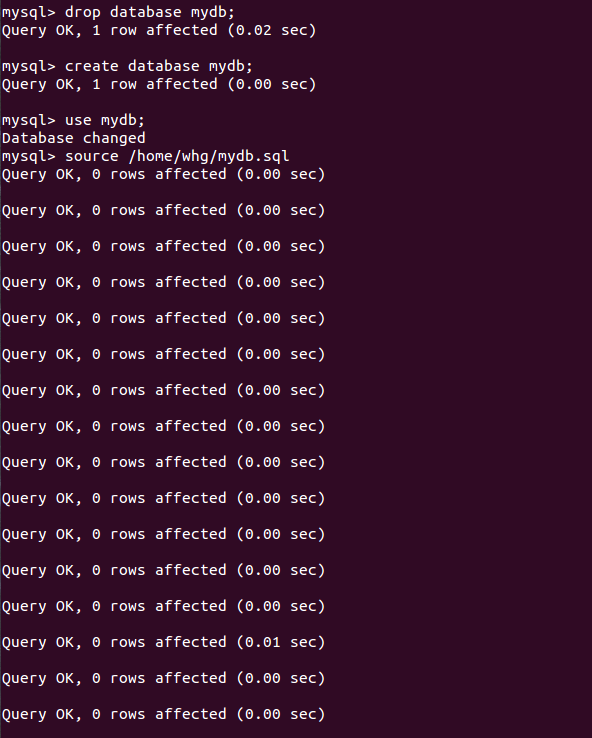 mysql> drop database mydb;
Query OK, 1 row affected (0.02 sec)
mysql> create database mydb;
Query OK, 1 row affected (0.00 sec)
mysql> use mydb;
Database changed
mysql> source /home/whg/mydb.sql
Query OK, 0 rows affected (0.00 sec)
Query OK, 0 rows affected (0.00 sec)
Query OK, 0 rows affected (0.00 sec)
Query OK, 0 rows affected (0.00 sec)
Query OK, 0 rows affected (0.00 sec)
Query OK, 0 rows affected (0.00 sec)
Query OK, 0 rows affected (0.00 sec)
Query OK, 0 rows affected (0.00 sec)
Query OK, 0 rows affected (0.00 sec)
Query OK, 0 rows affected (0.00 sec)
Query OK, 0 rows affected (0.00 sec)
Query OK, 0 rows affected (0.00 sec)
Query OK, 0 rows affected (0.00 sec)
Query OK, 0 rows affected (0.01 sec)
Query OK, 0 rows affected (0.00 sec)
Query OK, 0 rows affected (0.00 sec)